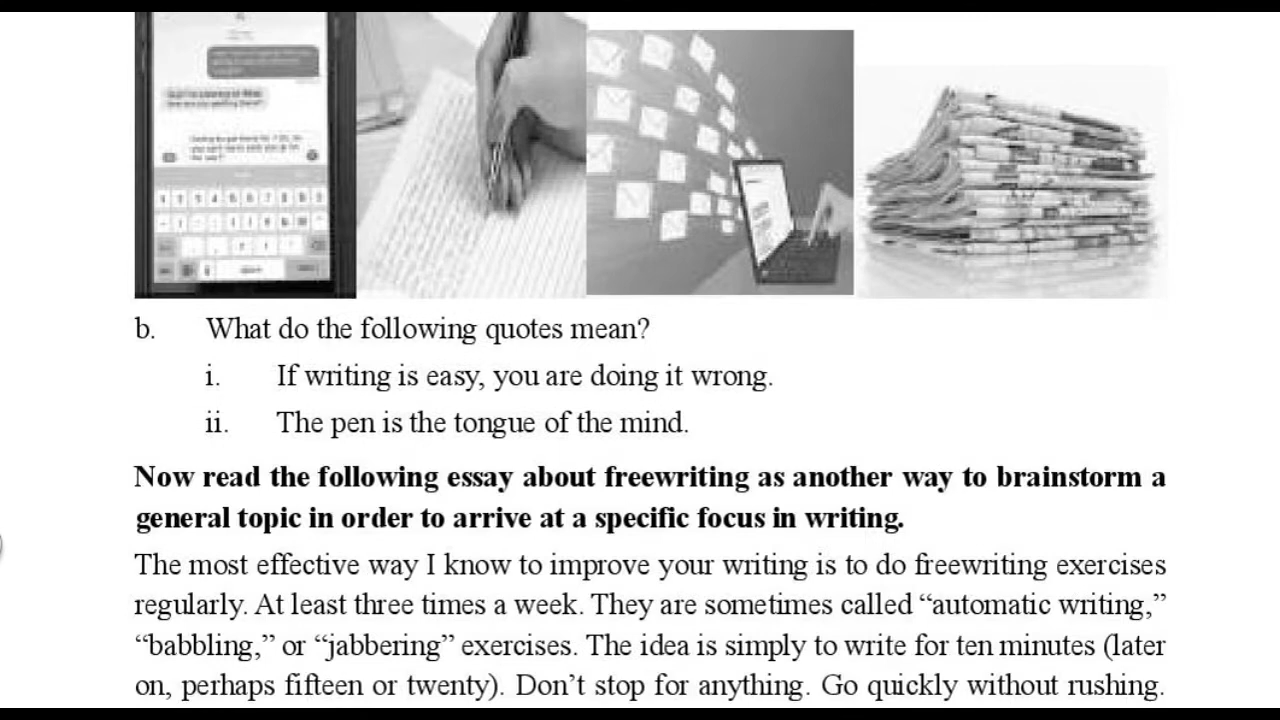 b. What do the following quotes mean?
i. If writing is easy, you are doing it wrong.
ii. The pen is the tongue of the mind.
Now read the following essay about freewriting as another way to brainstorm a
general topic in order to arrive at a specific focus in writing.
The most effective way I know to improve your writing is to do freewriting exercises
regularly. At least three times a week. They are sometimes called “automatic writing,”
“babbling,” or “jabbering” exercises. The idea is simply to write for ten minutes (later
on, perhaps fifteen or twenty). Don’t stop for anything. Go quickly without rushing.